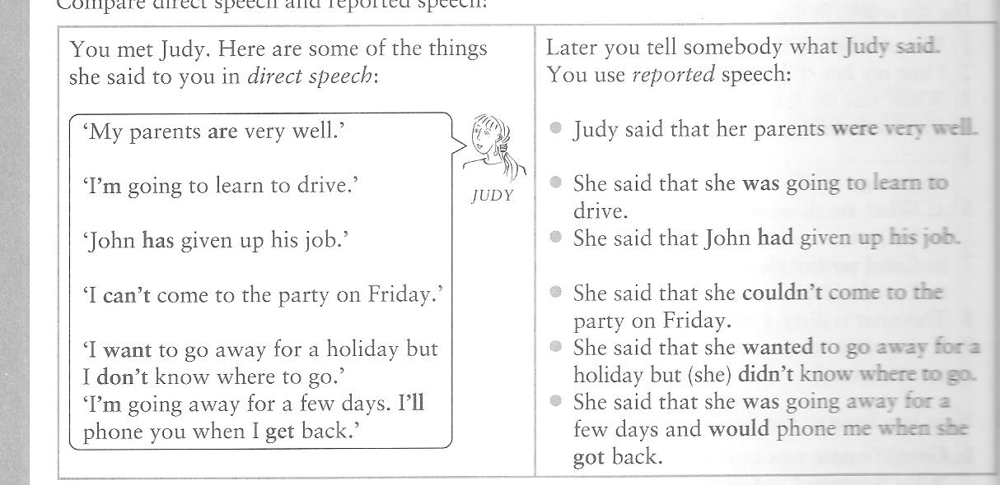 Compare direct speech and reported speech:
You met Judy. Here are some of the things
she said to you in direct speech:
‘My parents are very well.’
‘I’m going to learn to drive.’
‘John has given up his job.’
‘I can’t come to the party on Friday.’
‘I want to go away for a holiday but
I don’t know where to go.’
‘I’m going away for a few days. I’ll
phone you when I get back.’
JUDY
Later you tell somebody what Judy said.
You use reported speech:
• Judy said that her parents were very well.
• She said that she was going to learn to
drive.
• She said that John had given up his job.
• She said that she couldn’t come to the
party on Friday.
• She said that she wanted to go away for a
holiday but (she) didn’t know where to go.
• She said that she was going away for a
few days and would phone me when she
got back.